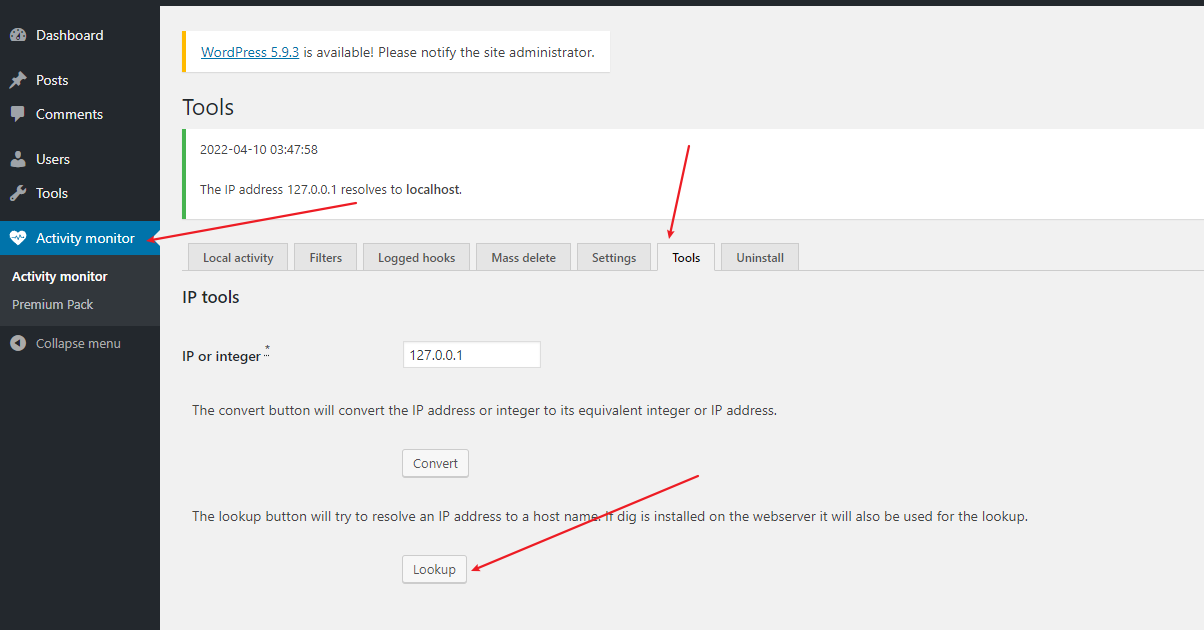 Dashboard
Posts
Comments
Users
Tools
Activity monitor
Activity monitor
Premium Pack
Collapse menu
WordPress 5.9.3 is available! Please notify the site administrator.
Tools
2022-04-10 03:47:58
The IP address 127.0.0.1 resolves to localhost.
Local activity Filters Logged hooks Mass delete Settings Tools Uninstall
IP tools
IP or integer * 127.0.0.1
The convert button will convert the IP address or integer to its equivalent integer or IP address.
Convert
The lookup button will try to resolve an IP address to a host name. If dig is installed on the webserver it will also be used for the lookup.
Lookup